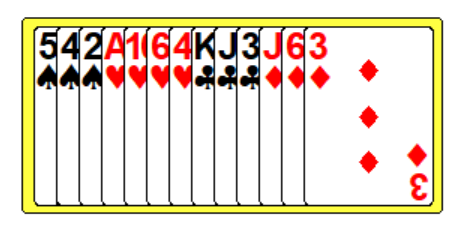 5 4 2 A 10 6 4 K J 3 J 6 3
♠ ♠ ♠ ♥ ♥ ♥ ♥ ♣ ♣ ♣ ♦ ♦ ♦
3